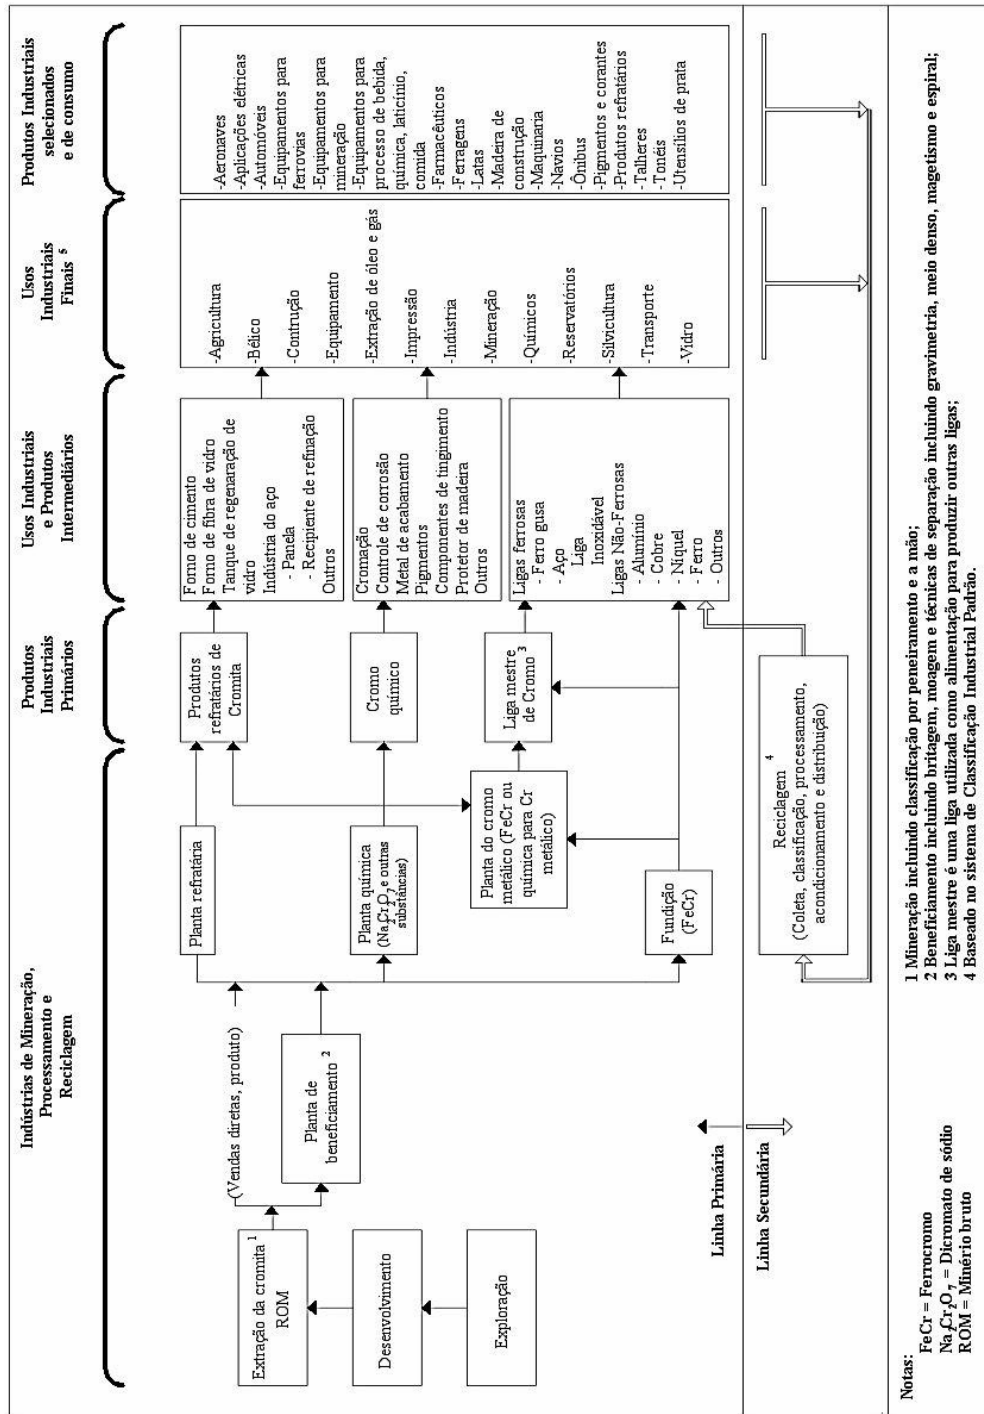 Indústrias de Mineração,
Processamento e
Reciclagem
Produtos
Industriais
Primários
Usos Industriais
e Produtos
Intermediários
Usos
Industriais
Finais 5
Produtos Industriais
selecionados
e de consumo
Extração da cromita 1
ROM
Desenvolvimento
Exploração
(Vendas diretas, produto)
Planta de
beneficiamento 2
Planta refratária
Planta química
(Na2Cr2O7 e outras
substâncias)
Planta do cromo
metálico (FeCr ou
química para Cr
metálico)
Fundição
(FeCr)
Produtos
refratários de
Cromita
Cromo
químico
Liga mestre
de Cromo 3
Forno de cimento
Forno de fibra de vidro
Tanque de regenaração de
vidro
Indústria do aço
- Panela
- Recipiente de refinação
Outros
Cromação
Controle de corrosão
Metal de acabamento
Pigmentos
Componentes de tingimento
Protetor de madeira
Outros
Ligas ferrosas
- Ferro gusa
- Aço
Liga
Inoxidável
Ligas Não-Ferrosas
- Alumínio
- Cobre
- Níquel
- Ferro
- Outros
-Agricultura
-Bélico
-Contrução
-Equipamento
-Extração de óleo e gás
-Impressão
-Indústria
-Mineração
-Químicos
-Reservatórios
-Silvicultura
-Transporte
-Vidro
-Aeronaves
-Aplicações elétricas
-Automóveis
-Equipamentos para
ferrovias
-Equipamentos para
mineração
-Equipamentos para
processo de bebida,
química, laticínio,
comida
-Farmacêuticos
-Ferragens
-Latas
-Madeira de
construção
-Maquinaria
-Navios
-Ônibus
-Pigmentos e corantes
-Produtos refratários
-Talheres
-Tonéis
-Utensílios de prata
Linha Primária
Linha Secundária
Reciclagem 4
(Coleta, classificação, processamento,
acondicionamento e distribuição)
Notas:
FeCr = Ferrocromo
Na2Cr2O7 = Dicromato de sódio
ROM = Minério bruto
1 Mineração incluindo classificação por peneiramento e a mão;
2 Beneficiamento incluindo britagem, moagem e técnicas de separação incluindo gravimetria, meio denso, magetismo e espiral;
3 Liga mestre é uma liga utilizada como alimentação para produzir outras ligas;
4 Baseado no sistema de Classificação Industrial Padrão.